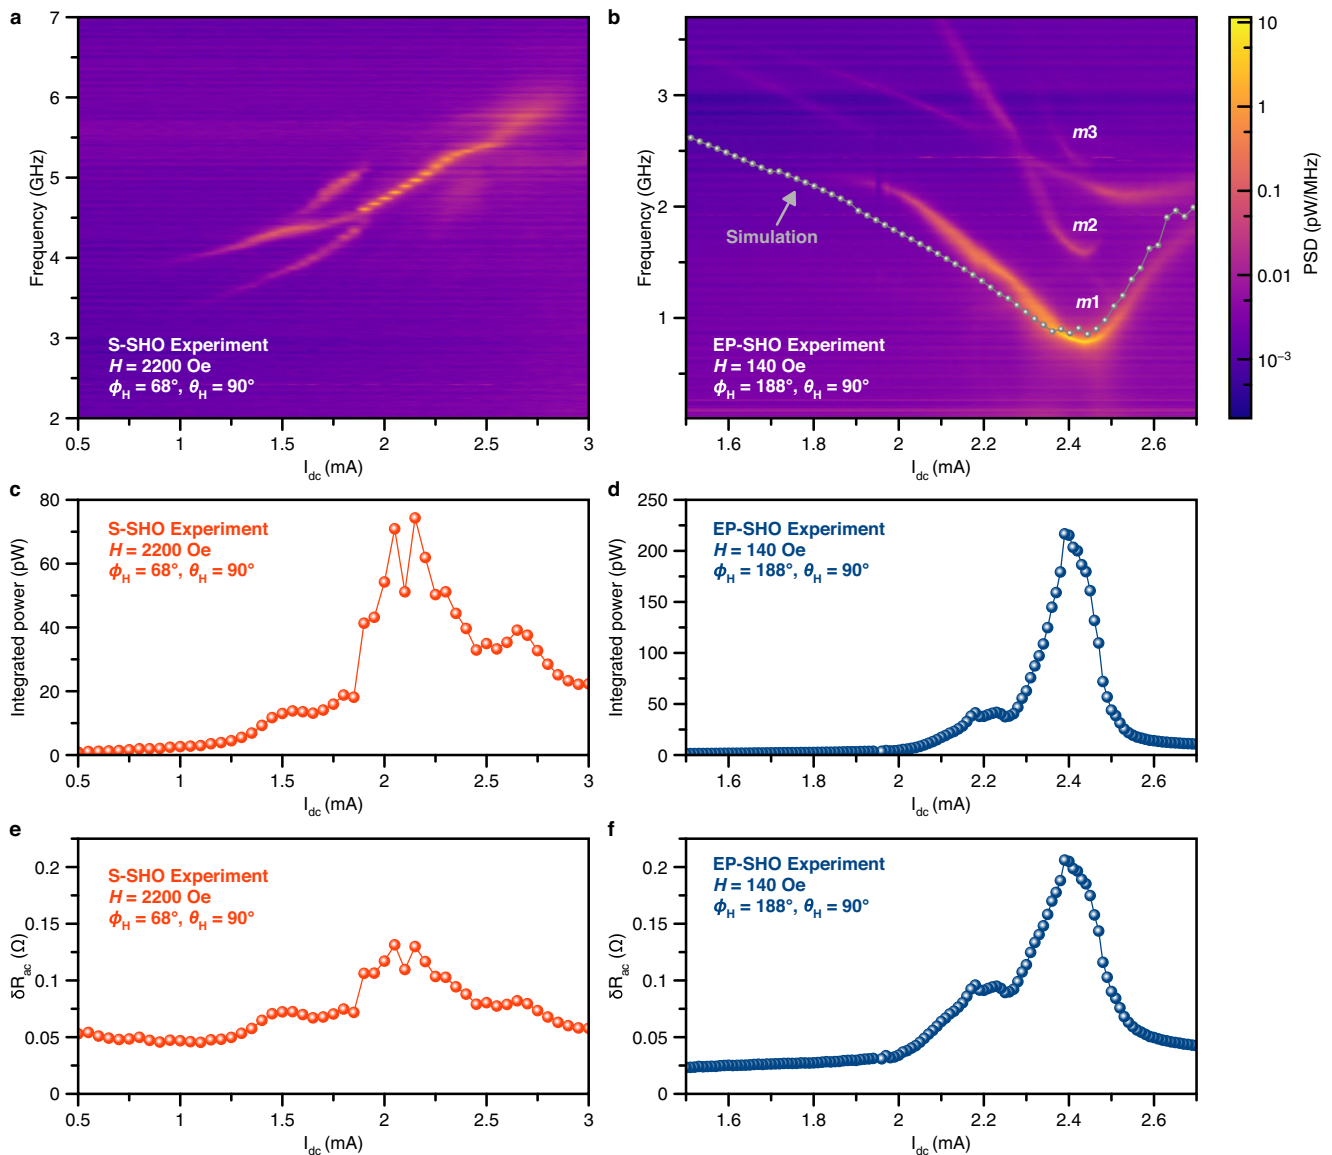 a
7
6
5
4
3
2
Frequency (GHz)
S-SHO Experiment
H = 2200 Oe
ϕH = 68°, θH = 90°
0.5
1
1.5
2
2.5
3
Idc (mA)
b
3
2
1
Frequency (GHz)
m3
m2
m1
Simulation
EP-SHO Experiment
H = 140 Oe
ϕH = 188°, θH = 90°
1.6
1.8
2
2.2
2.4
2.6
Idc (mA)
10
1
0.1
0.01
10⁻³
PSD (pW/MHz)
c
80
60
40
20
0
Integrated power (pW)
S-SHO Experiment
H = 2200 Oe
ϕH = 68°, θH = 90°
0.5
1
1.5
2
2.5
3
Idc (mA)
d
250
200
150
100
50
0
Integrated power (pW)
EP-SHO Experiment
H = 140 Oe
ϕH = 188°, θH = 90°
1.6
1.8
2
2.2
2.4
2.6
Idc (mA)
e
0.2
0.15
0.1
0.05
0
δRac (Ω)
S-SHO Experiment
H = 2200 Oe
ϕH = 68°, θH = 90°
0.5
1
1.5
2
2.5
3
Idc (mA)
f
0.2
0.15
0.1
0.05
0
δRac (Ω)
EP-SHO Experiment
H = 140 Oe
ϕH = 188°, θH = 90°
1.6
1.8
2
2.2
2.4
2.6
Idc (mA)